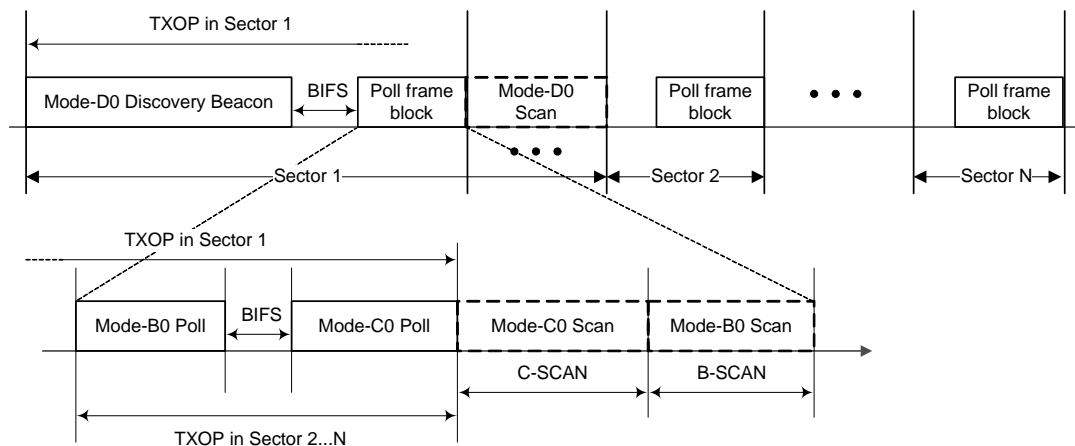 TXOP in Sector 1
Mode-D0 Discovery Beacon
BIFS
Poll frame
block
Mode-D0
Scan
Poll frame
block
Poll frame
block
Sector 1
Sector 2
Sector N
TXOP in Sector 1
Mode-B0 Poll
BIFS
Mode-C0 Poll
Mode-C0 Scan
Mode-B0 Scan
C-SCAN
B-SCAN
TXOP in Sector 2...N